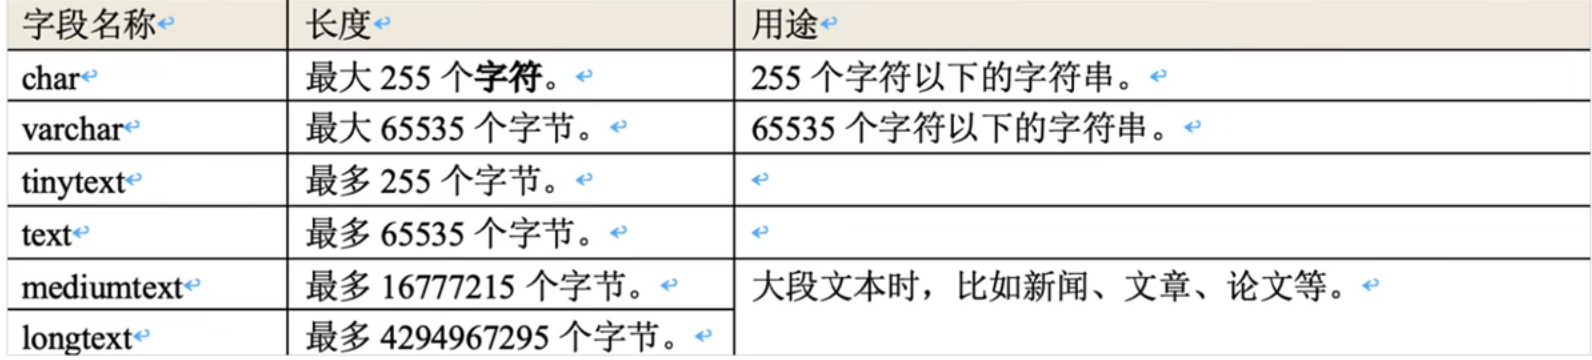 字段名称 长度 用途
char 最大 255 个字符。 255 个字符以下的字符串。
varchar 最大 65535 个字节。 65535 个字符以下的字符串。
tinytext 最多 255 个字节。
text 最多 65535 个字节。
mediumtext 最多 16777215 个字节。 大段文本时，比如新闻、文章、论文等。
longtext 最多 4294967295 个字节。